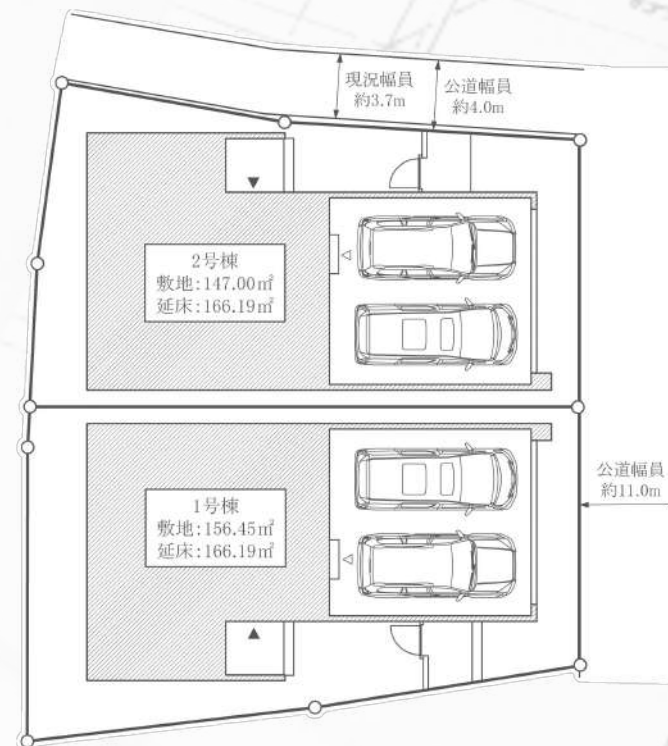 現況幅員
約3.7m
公道幅員
約4.0m
2号棟
敷地:147.00㎡
延床:166.19㎡
公道幅員
約11.0m
1号棟
敷地:156.45㎡
延床:166.19㎡